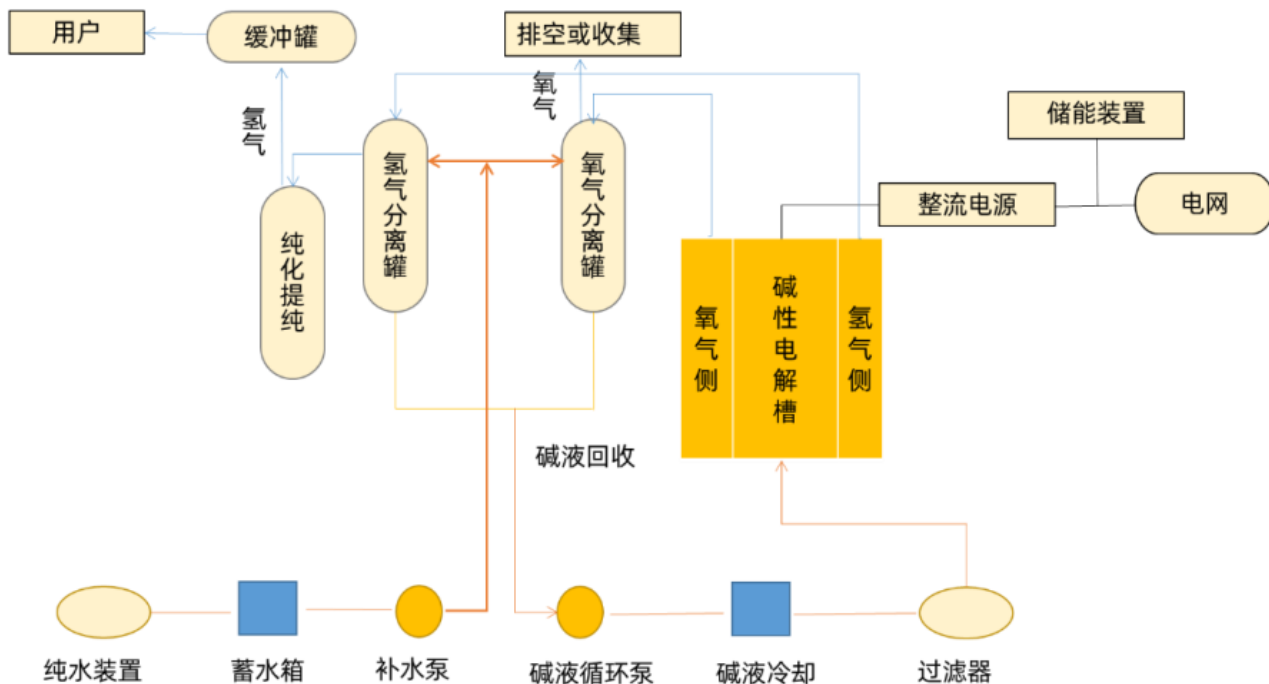 用户
缓冲罐
排空或收集
氢气
氧气
储能装置
氢气分离罐
氧气分离罐
整流电源
电网
纯化提纯
氧气侧
碱性电解槽
氢气侧
碱液回收
纯水装置
蓄水箱
补水泵
碱液循环泵
碱液冷却
过滤器